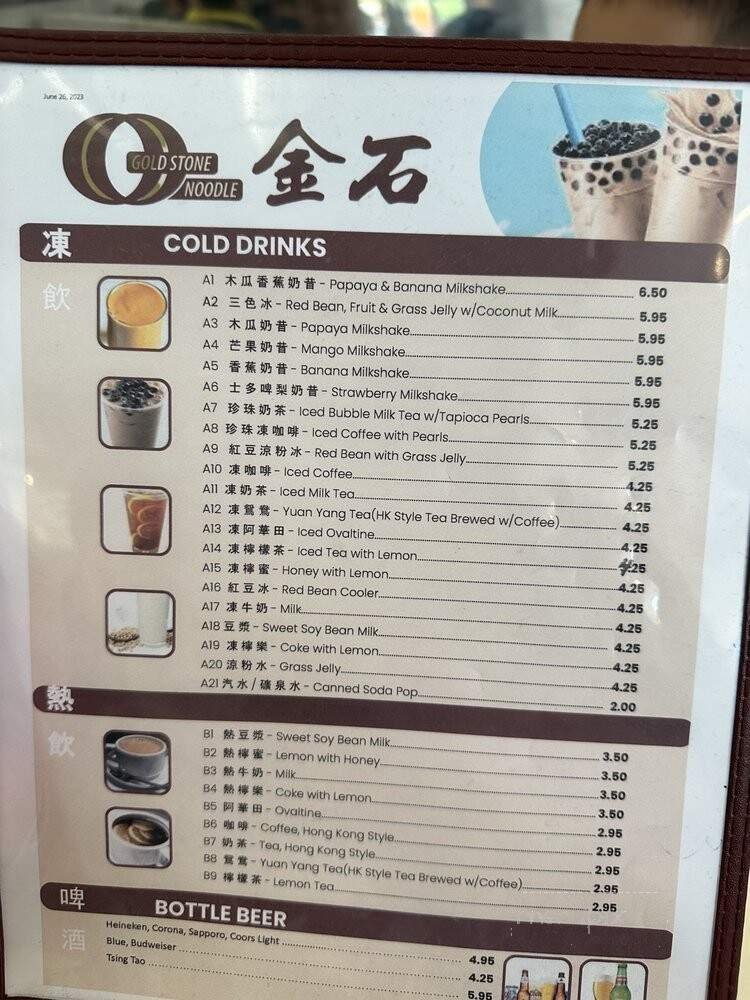 June 26, 2023
GOLD STONE
NOODLE
金石
凍飲
COLD DRINKS
A1 木瓜香蕉奶昔 - Papaya & Banana Milkshake 6.50
A2 三色冰 - Red Bean, Fruit & Grass Jelly w/Coconut Milk 5.95
A3 木瓜奶昔 - Papaya Milkshake 5.95
A4 芒果奶昔 - Mango Milkshake 5.95
A5 香蕉奶昔 - Banana Milkshake 5.95
A6 士多啤梨奶昔 - Strawberry Milkshake 5.95
A7 珍珠奶茶 - Iced Bubble Milk Tea w/Tapioca Pearls 5.25
A8 珍珠凍咖啡 - Iced Coffee with Pearls 5.25
A9 紅豆涼粉冰 - Red Bean with Grass Jelly 5.25
A10 凍咖啡 - Iced Coffee 4.25
A11 凍奶茶 - Iced Milk Tea 4.25
A12 凍鴛鴦 - Yuan Yang Tea(HK Style Tea Brewed w/Coffee) 4.25
A13 凍阿華田 - Iced Ovaltine 4.25
A14 凍檸檬茶 - Iced Tea with Lemon 4.25
A15 凍檸蜜 - Honey with Lemon 4.25
A16 紅豆冰 - Red Bean Cooler 4.25
A17 凍牛奶 - Milk 4.25
A18 豆漿 - Sweet Soy Bean Milk 4.25
A19 凍檸樂 - Coke with Lemon 4.25
A20 涼粉水 - Grass Jelly 4.25
A21 汽水/礦泉水 - Canned Soda Pop 2.00
熱飲
B1 熱豆漿 - Sweet Soy Bean Milk 3.50
B2 熱檸蜜 - Lemon with Honey 3.50
B3 熱牛奶 - Milk 3.50
B4 熱檸樂 - Coke with Lemon 3.50
B5 阿華田 - Ovaltine 2.95
B6 咖啡 - Coffee, Hong Kong Style 2.95
B7 奶茶 - Tea, Hong Kong Style 2.95
B8 鴛鴦 - Yuan Yang Tea(HK Style Tea Brewed w/Coffee) 2.95
B9 檸檬茶 - Lemon Tea 2.95
啤酒
BOTTLE BEER
Heineken, Corona, Sapporo, Coors Light 4.95
Blue, Budweiser 4.25
Tsing Tao 5.95